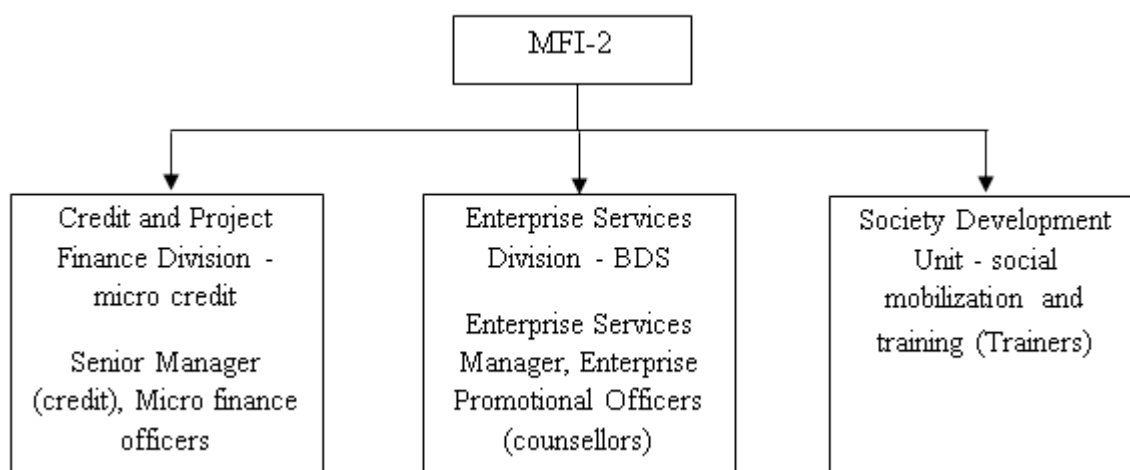 MFI-2
Credit and Project
Finance Division -
micro credit
Senior Manager
(credit), Micro finance
officers
Enterprise Services
Division - BDS
Enterprise Services
Manager, Enterprise
Promotional Officers
(counsellors)
Society Development
Unit - social
mobilization and
training (Trainers)